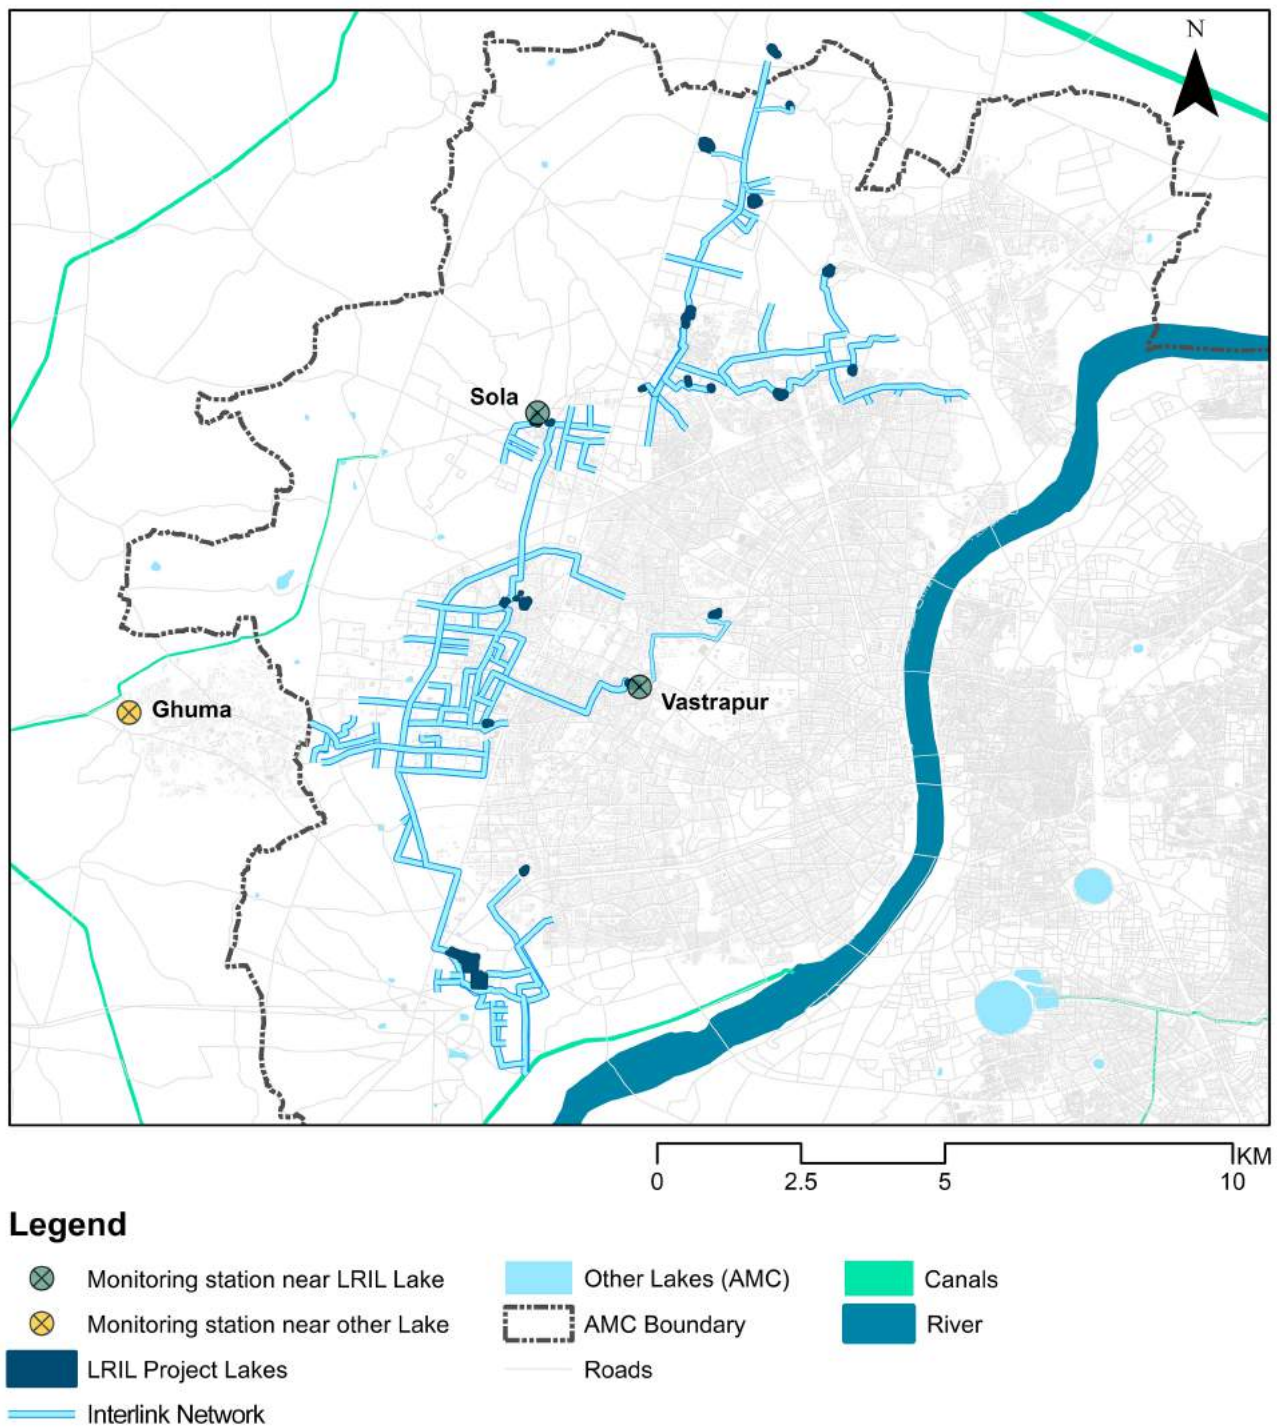 N
Sola
Ghuma
Vastrapur
KM
0 2.5 5 10
Legend
Monitoring station near LRIL Lake
Monitoring station near other Lake
LRIL Project Lakes
Interlink Network
Other Lakes (AMC)
AMC Boundary
Roads
Canals
River